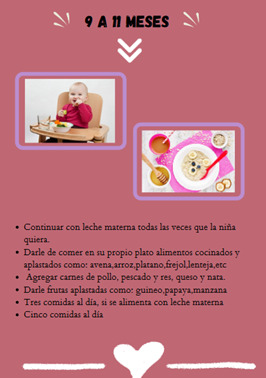 9 A 11 MESES
• Continuar con leche materna todas las veces que la niña
quiera.
• Darle de comer en su propio plato alimentos cocinados y
aplastados como: avena,arroz,platano,frejol,lenteja,etc
• Agregar carnes de pollo, pescado y res, queso y nata.
• Darle frutas aplastadas como: guineo,papaya,manzana
• Tres comidas al día, si se alimenta con leche materna
• Cinco comidas al día